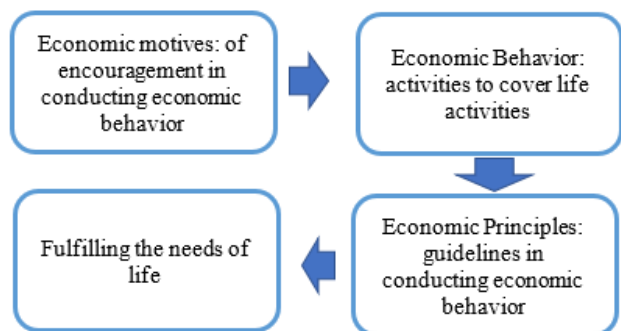 Economic motives: of
encouragement in
conducting economic
behavior
Economic Behavior:
activities to cover life
activities
Economic Principles:
guidelines in
conducting economic
behavior
Fulfilling the needs of
life